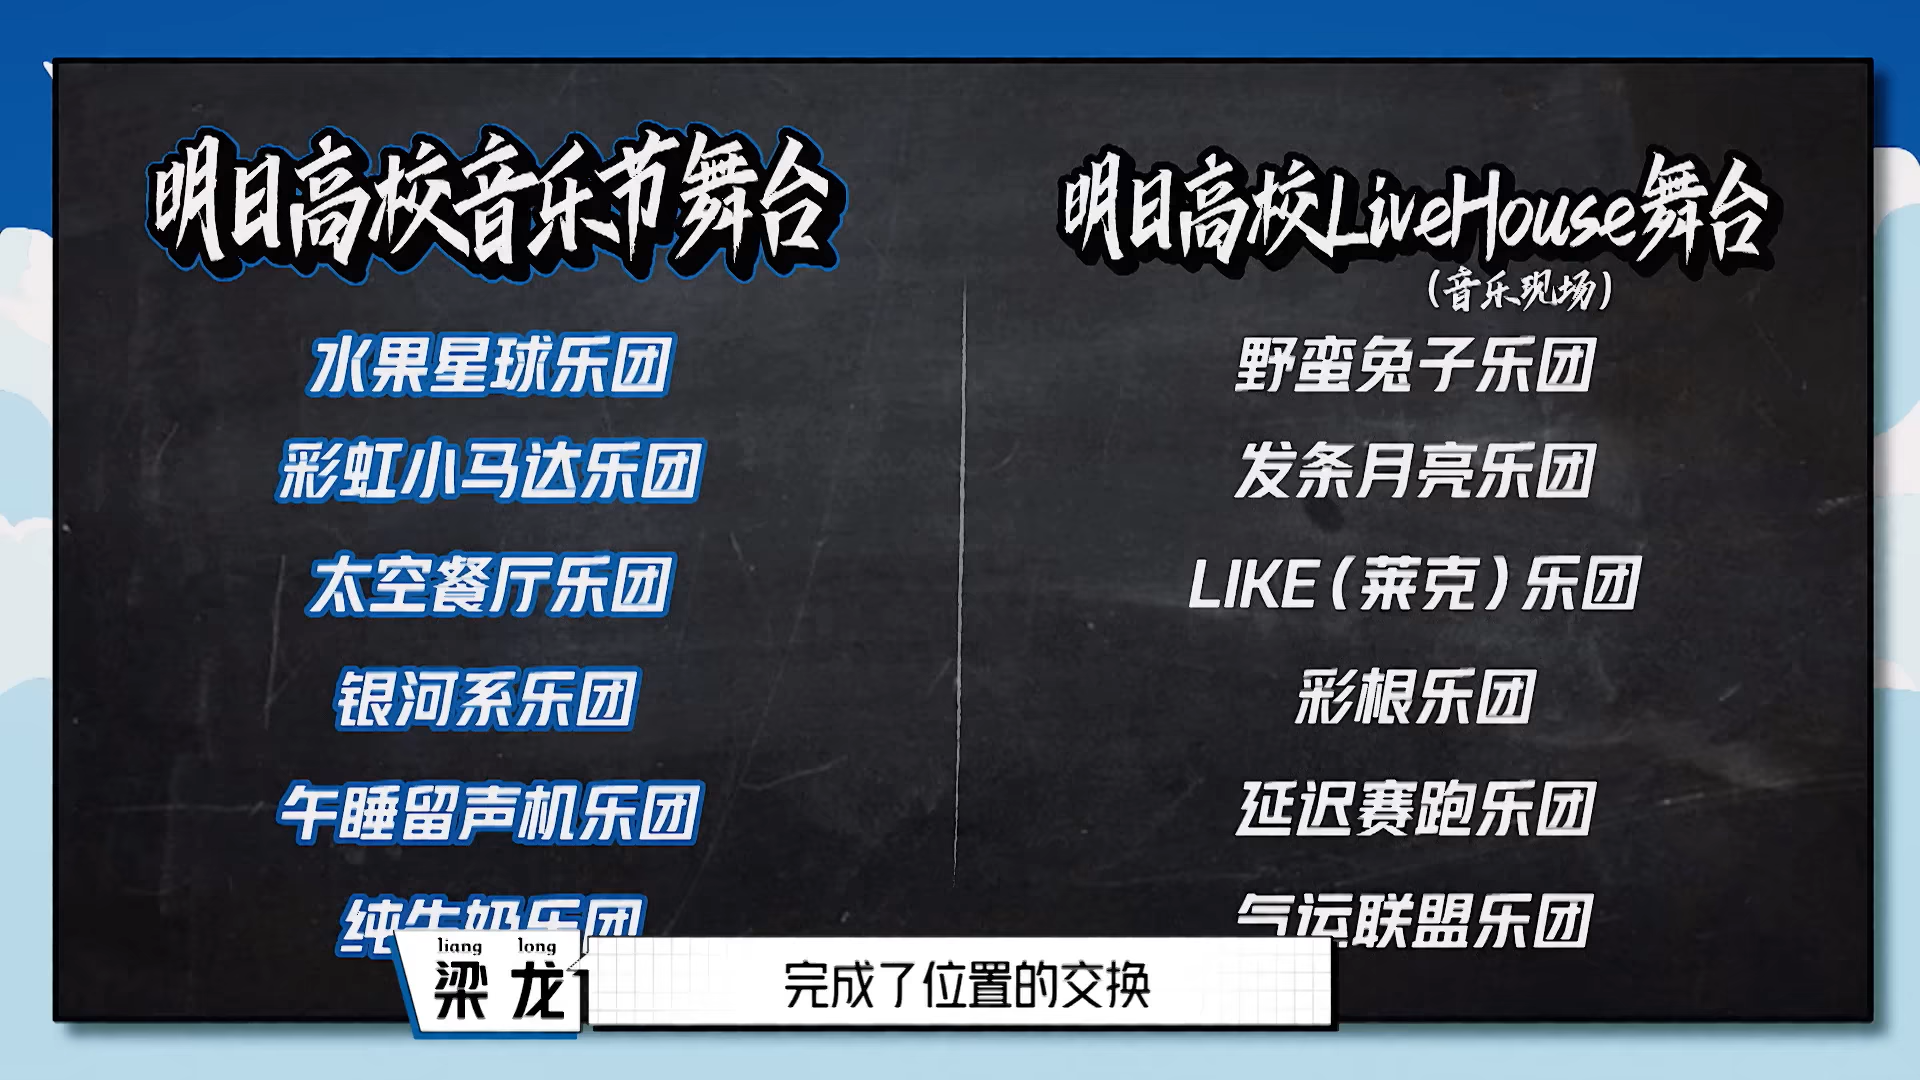 明日高校音乐节舞台
水果星球乐团
彩虹小马达乐团
太空餐厅乐团
银河系乐团
午睡留声机乐团
纯牛奶乐团
明日高校LiveHouse舞台
(音乐现场)
野蛮兔子乐团
发条月亮乐团
LIKE(莱克)乐团
彩根乐团
延迟赛跑乐团
气运联盟乐团
liang long
梁龙
完成了位置的交换